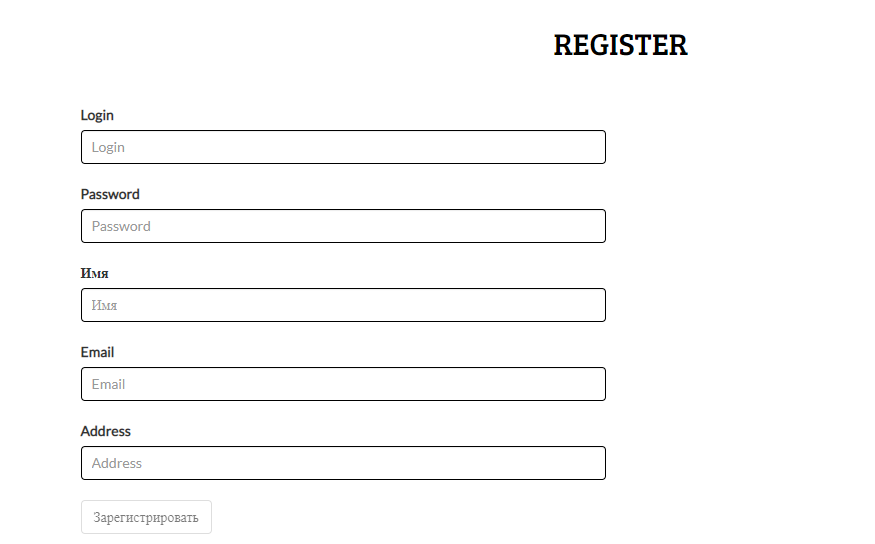 REGISTER
Login
Login
Password
Password
Имя
Имя
Email
Email
Address
Address
Зарегистрировать